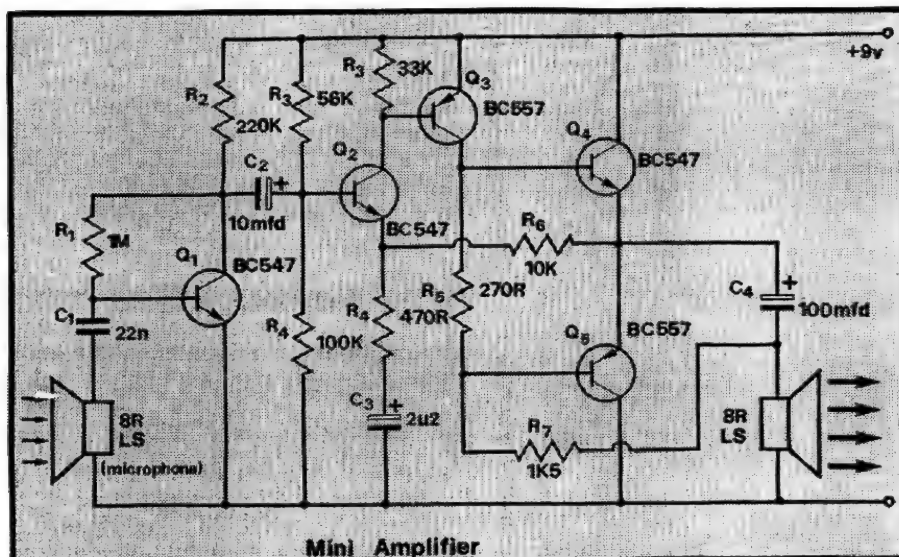 +9v
R2
220K
R3
56K
R3
33K
Q3
BC557
Q4
BC547
C2
+
10mfd
Q2
BC547
R1
1M
Q1
BC547
R6
10K
C1
22n
R4
100K
R4
470R
R5
270R
C4
+
100mfd
Q5
BC557
C3
+
2u2
R7
1K5
8R
LS
(microphone)
8R
LS
Mini Amplifier